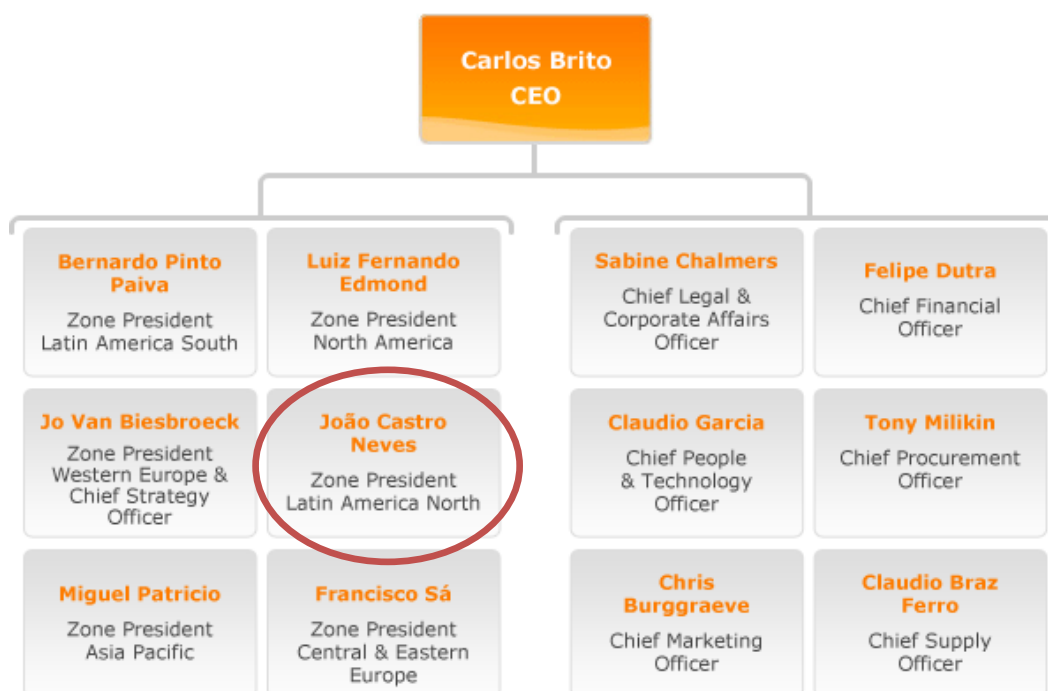 Carlos Brito
CEO
Bernardo Pinto
Paiva
Zone President
Latin America South
Luiz Fernando
Edmond
Zone President
North America
Sabine Chalmers
Chief Legal &
Corporate Affairs
Officer
Felipe Dutra
Chief Financial
Officer
Jo Van Biesbroeck
Zone President
Western Europe &
Chief Strategy
Officer
João Castro
Neves
Zone President
Latin America North
Claudio Garcia
Chief People
& Technology
Officer
Tony Milikin
Chief Procurement
Officer
Miguel Patricio
Zone President
Asia Pacific
Francisco Sá
Zone President
Central & Eastern
Europe
Chris
Burggraeve
Chief Marketing
Officer
Claudio Braz
Ferro
Chief Supply
Officer